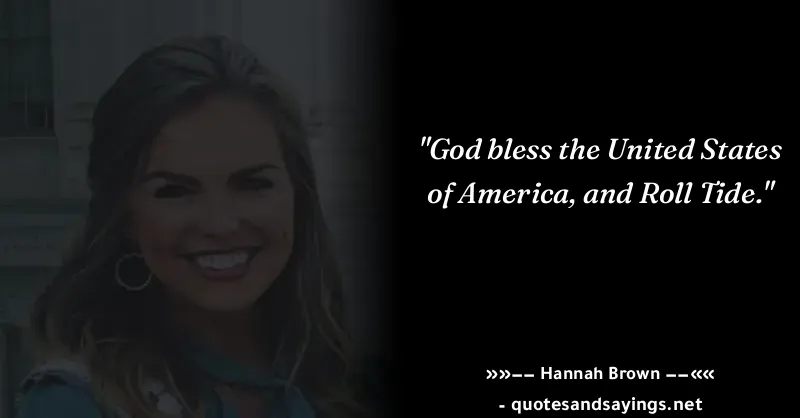 "God bless the United States
of America, and Roll Tide."
»»−− Hannah Brown −−««
- quotesandsayings.net